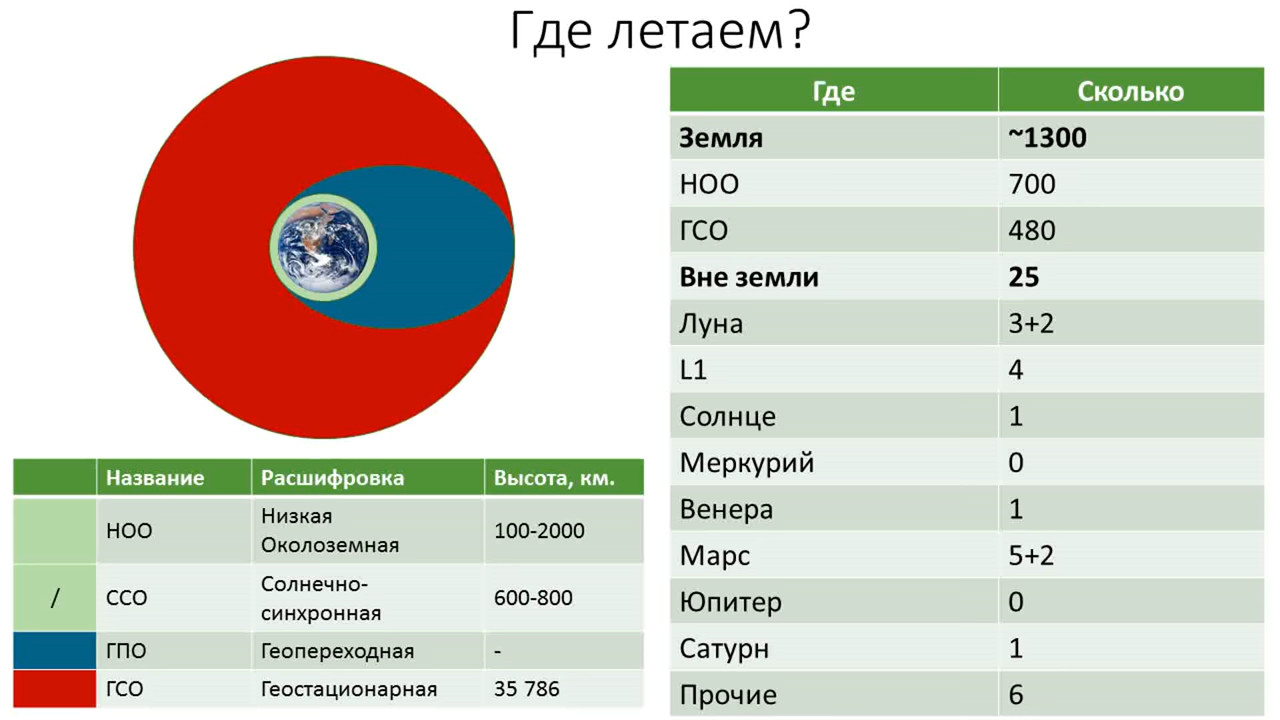 Где летаем?
Где Сколько
Земля ~1300
НОО 700
ГСО 480
Вне земли 25
Луна 3+2
L1 4
Солнце 1
Меркурий 0
Венера 1
Марс 5+2
Юпитер 0
Сатурн 1
Прочие 6
Название Расшифровка Высота, км.
НОО Низкая
Околоземная 100-2000
/ ССО Солнечно-
синхронная 600-800
ГПО Геопереходная -
ГСО Геостационарная 35 786